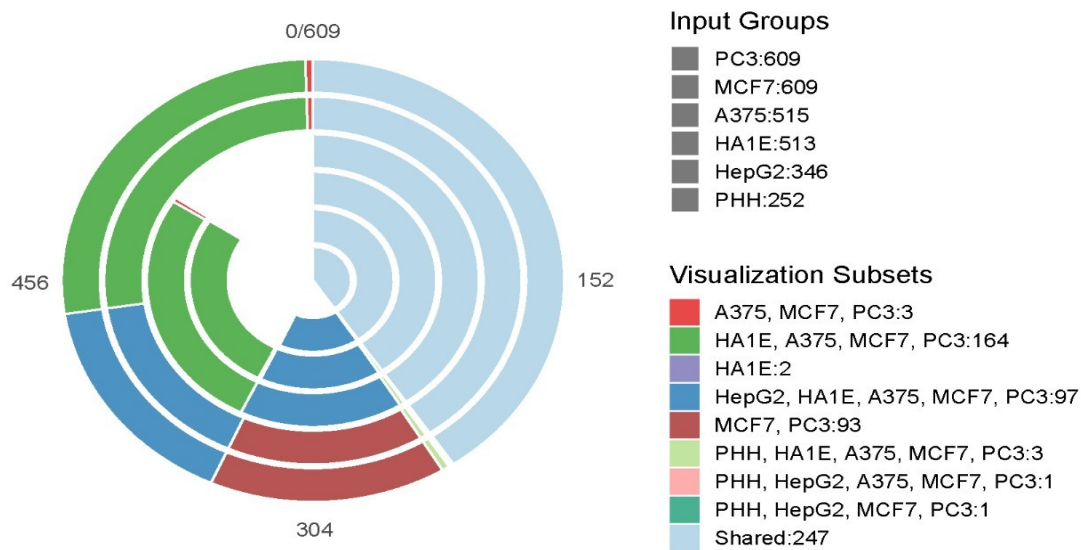 0/609
152
304
456
Input Groups
PC3:609
MCF7:609
A375:515
HA1E:513
HepG2:346
PHH:252
Visualization Subsets
A375, MCF7, PC3:3
HA1E, A375, MCF7, PC3:164
HA1E:2
HepG2, HA1E, A375, MCF7, PC3:97
MCF7, PC3:93
PHH, HA1E, A375, MCF7, PC3:3
PHH, HepG2, A375, MCF7, PC3:1
PHH, HepG2, MCF7, PC3:1
Shared:247